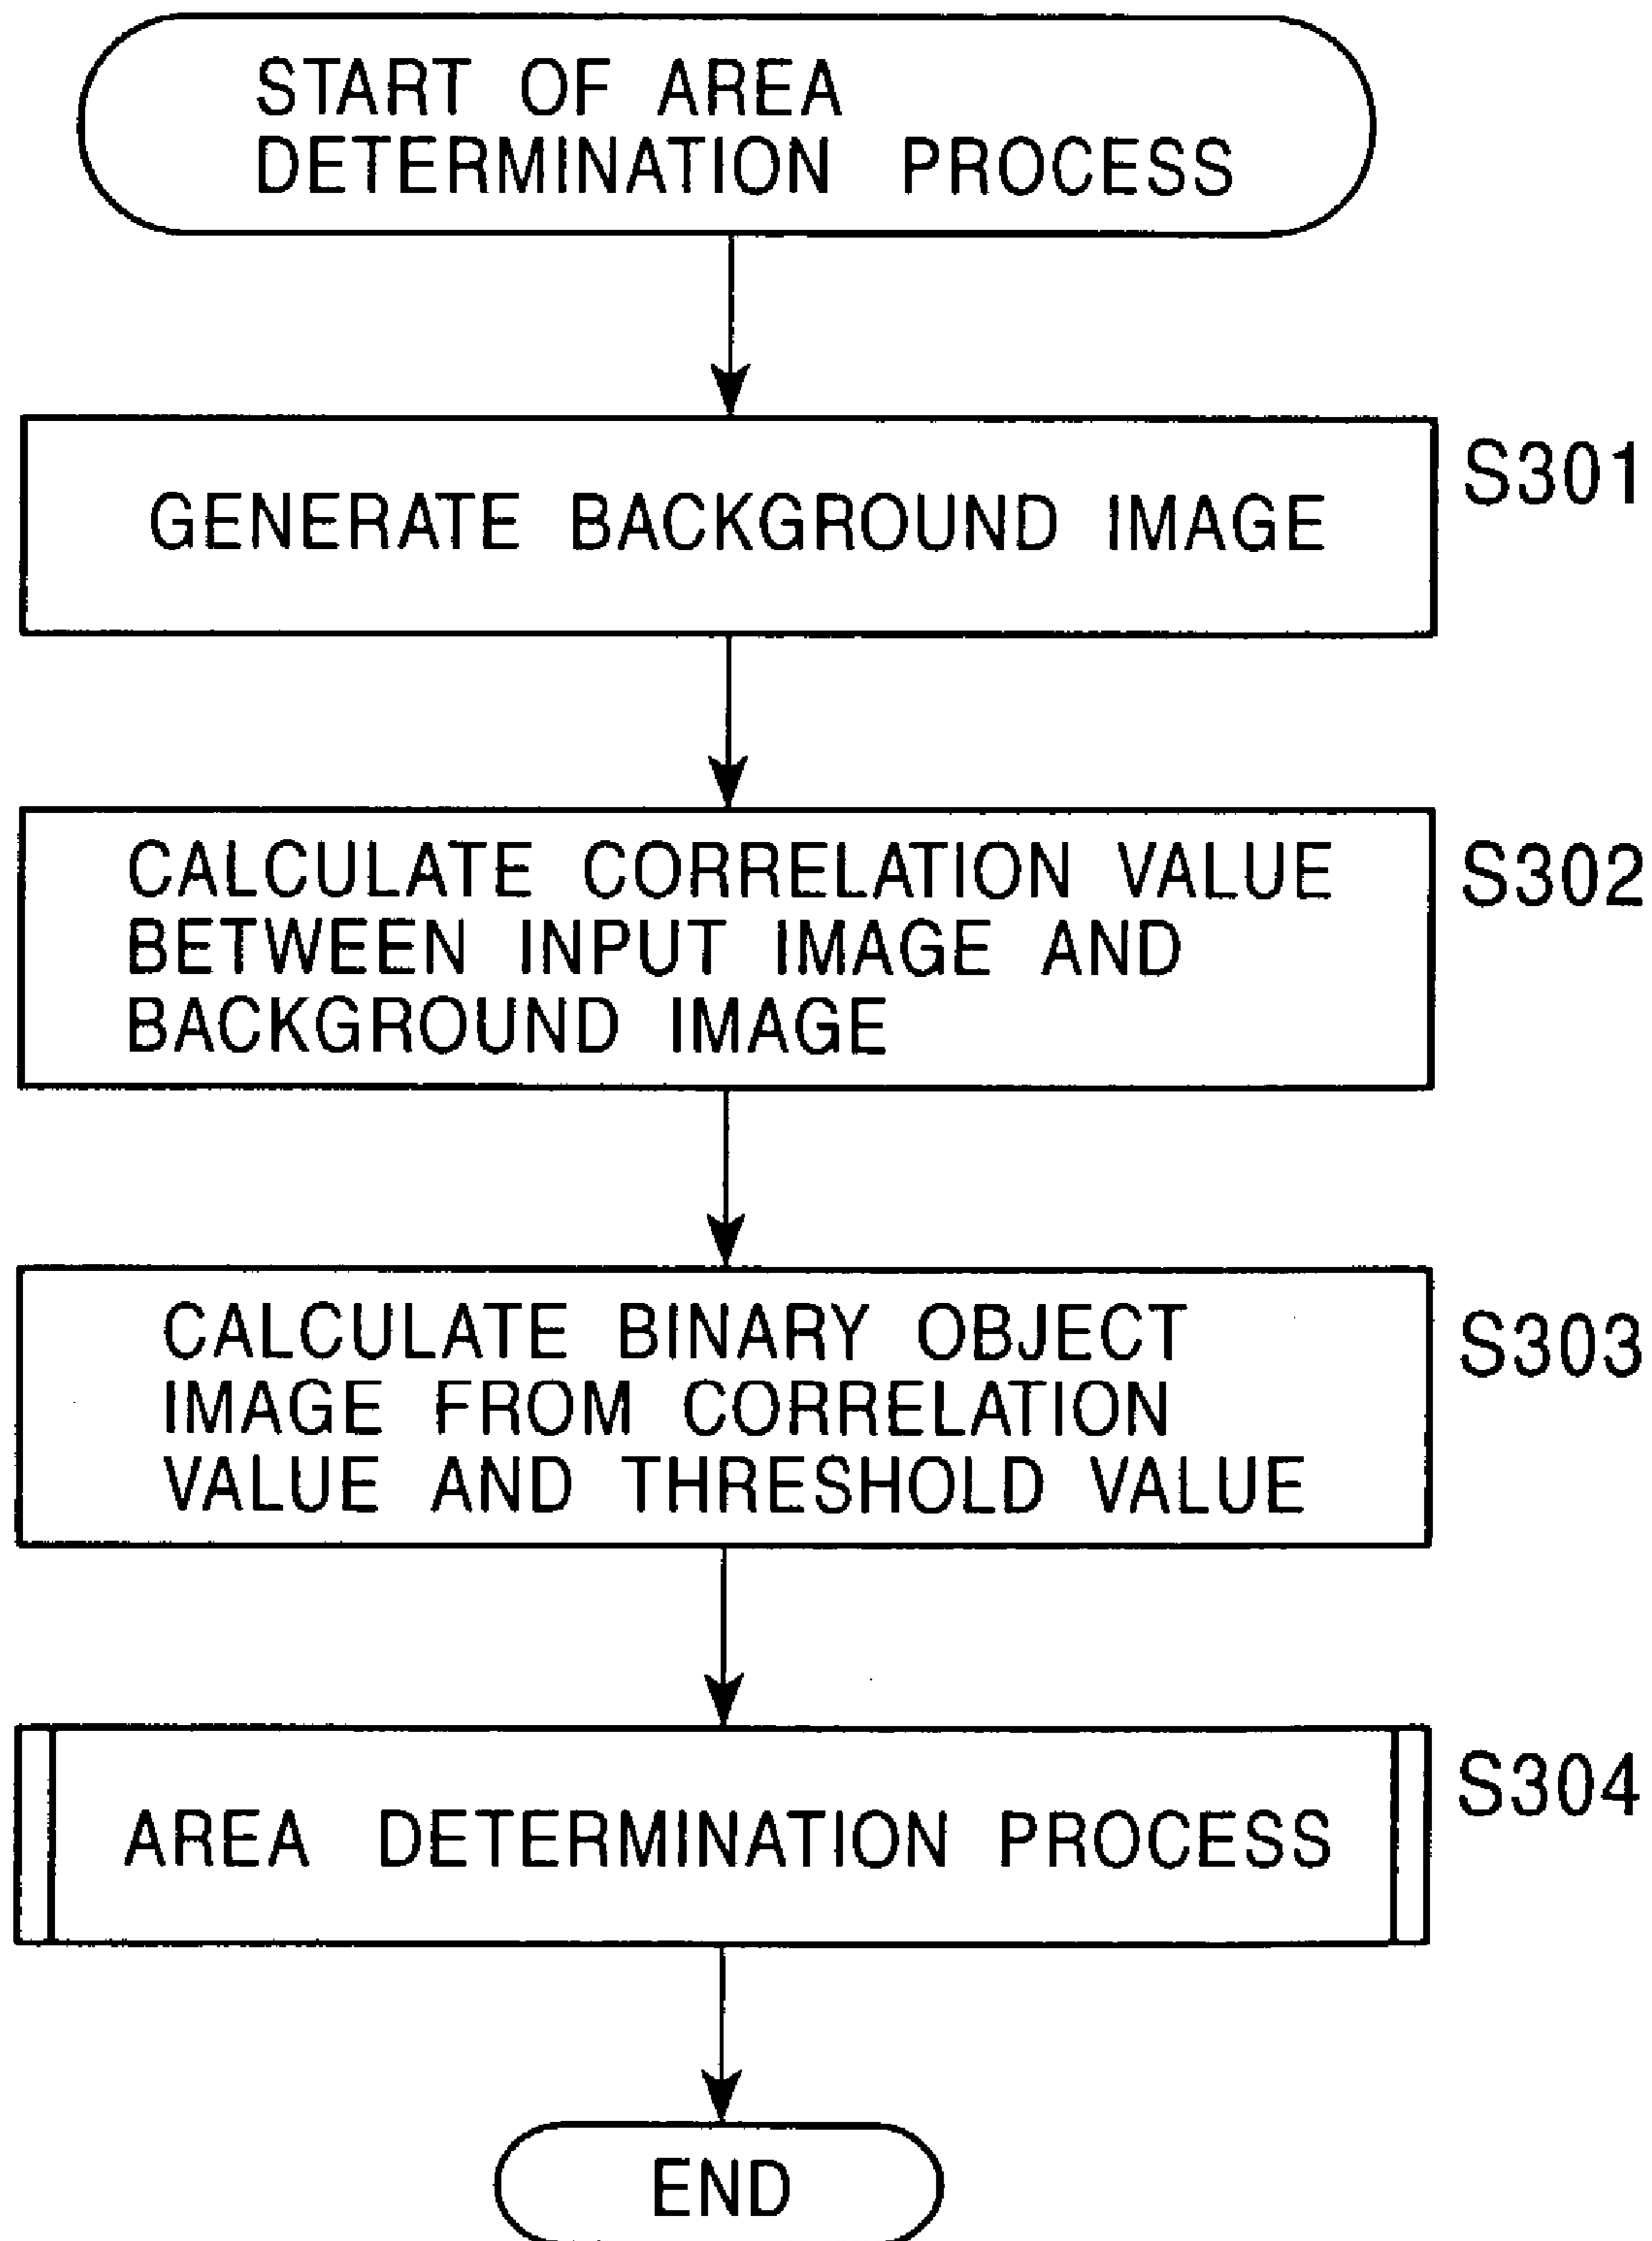 START OF AREA
DETERMINATION PROCESS
GENERATE BACKGROUND IMAGE
S301
CALCULATE CORRELATION VALUE
BETWEEN INPUT IMAGE AND
BACKGROUND IMAGE
S302
CALCULATE BINARY OBJECT
IMAGE FROM CORRELATION
VALUE AND THRESHOLD VALUE
S303
AREA DETERMINATION PROCESS
S304
END